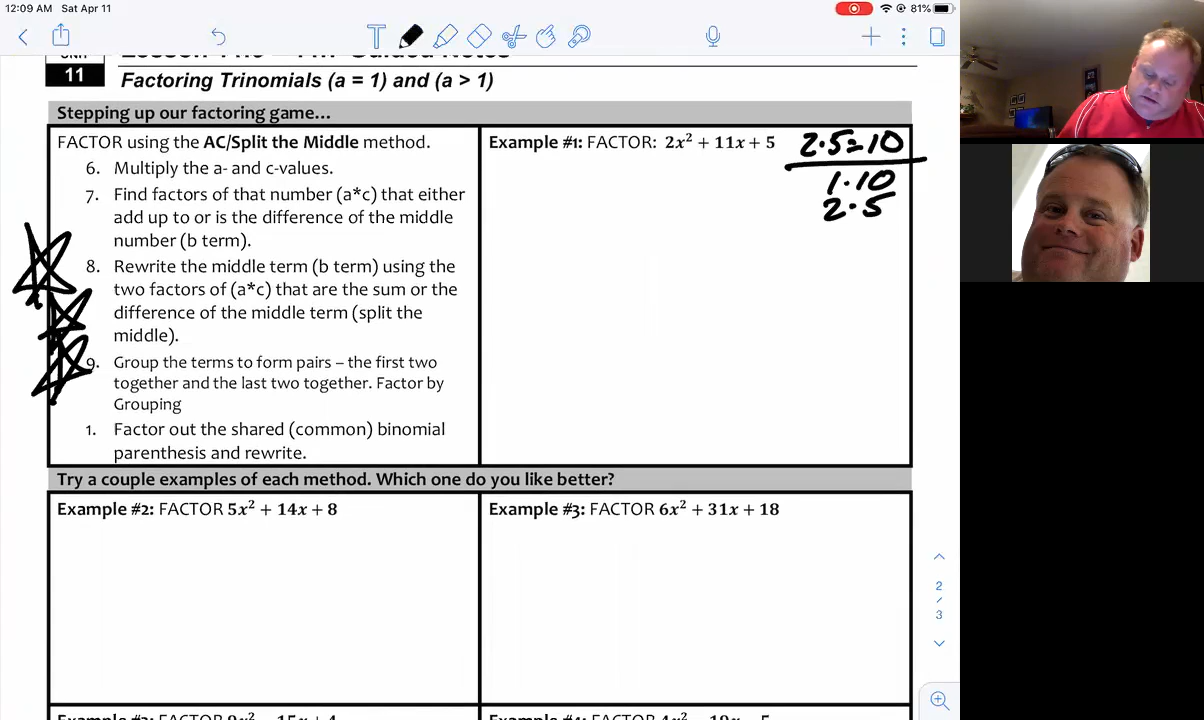 12:09 AM Sat Apr 11
81%
11
Factoring Trinomials (a = 1) and (a > 1)
Stepping up our factoring game...
FACTOR using the AC/Split the Middle method.
6. Multiply the a- and c-values.
7. Find factors of that number (a*c) that either
add up to or is the difference of the middle
number (b term).
8. Rewrite the middle term (b term) using the
two factors of (a*c) that are the sum or the
difference of the middle term (split the
middle).
9. Group the terms to form pairs – the first two
together and the last two together. Factor by
Grouping
1. Factor out the shared (common) binomial
parenthesis and rewrite.
Example #1: FACTOR: 2x² + 11x + 5
2·5=10
1·10
2·5
Try a couple examples of each method. Which one do you like better?
Example #2: FACTOR 5x² + 14x + 8
Example #3: FACTOR 6x² + 31x + 18
2
/
3